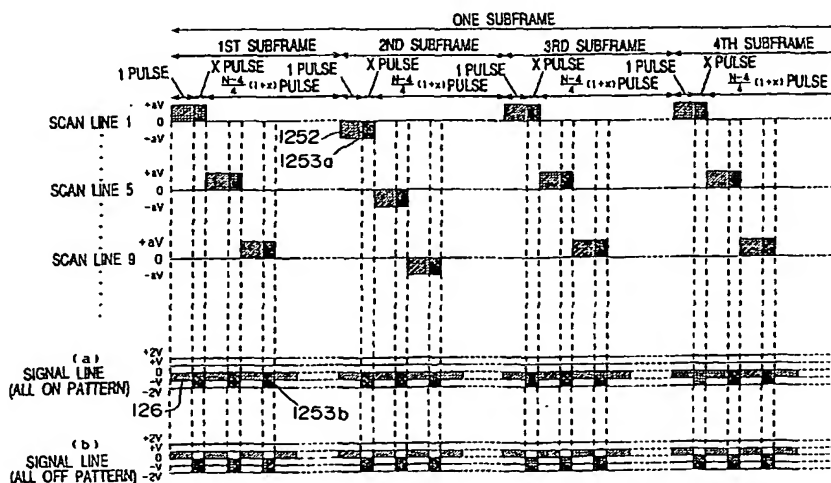 ONE SUBFRAME
1ST SUBFRAME 2ND SUBFRAME 3RD SUBFRAME 4TH SUBFRAME
1 PULSE X PULSE N-4/4 (1+x) PULSE 1 PULSE X PULSE N-4/4 (1+x) PULSE 1 PULSE X PULSE N-4/4 (1+x) PULSE 1 PULSE X PULSE N-4/4 (1+x) PULSE
SCAN LINE 1 +aV 0 -aV
1252
1253a
SCAN LINE 5 +aV 0 -aV
SCAN LINE 9 +aV 0 -aV
(a)
SIGNAL LINE
(ALL ON PATTERN)
+2V
+V
0
-V
-2V
126
1253b
(b)
SIGNAL LINE
(ALL OFF PATTERN)
+2V
+V
0
-V
-2V